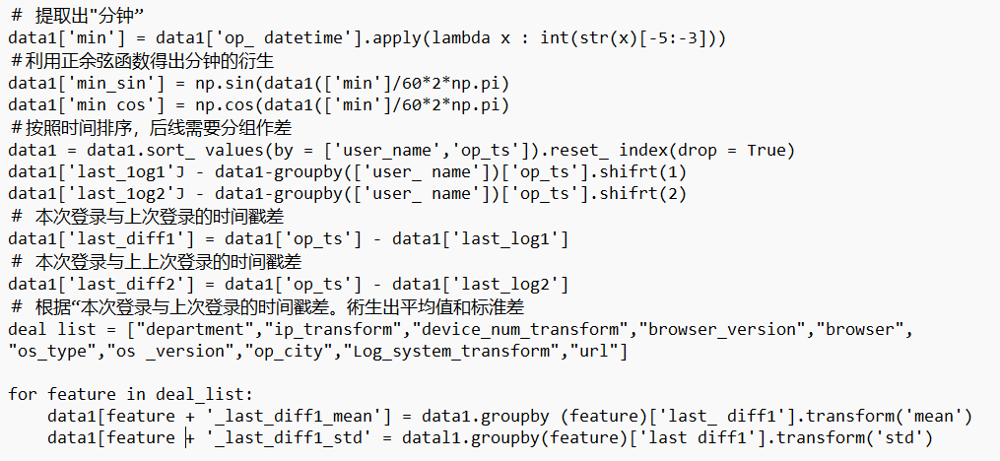 # 提取出"分钟”
data1['min'] = data1['op_ datetime'].apply(lambda x : int(str(x)[-5:-3]))
#利用正余弦函数得出分钟的衍生
data1['min_sin'] = np.sin(data1(['min']/60*2*np.pi)
data1['min cos'] = np.cos(data1(['min']/60*2*np.pi)
#按照时间排序，后线需要分组作差
data1 = data1.sort_ values(by = ['user_name','op_ts']).reset_ index(drop = True)
data1['last_1og1'J - data1-groupby(['user_ name'])['op_ts'].shifrt(1)
data1['last_1og2'J - data1-groupby(['user_ name'])['op_ts'].shifrt(2)
# 本次登录与上次登录的时间戳差
data1['last_diff1'] = data1['op_ts'] - data1['last_log1']
# 本次登录与上上次登录的时间戳差
data1['last_diff2'] = data1['op_ts'] - data1['last_log2']
# 根据“本次登录与上次登录的时间戳差。術生出平均值和标淮差
deal list = ["department","ip_transform","device_num_transform","browser_version","browser",
"os_type","os _version","op_city","Log_system_transform","url"]
for feature in deal_list:
data1[feature + '_last_diff1_mean'] = data1.groupby (feature)['last_ diff1'].transform('mean')
data1[feature + '_last_diff1_std' = datal1.groupby(feature)['last diff1'].transform('std')